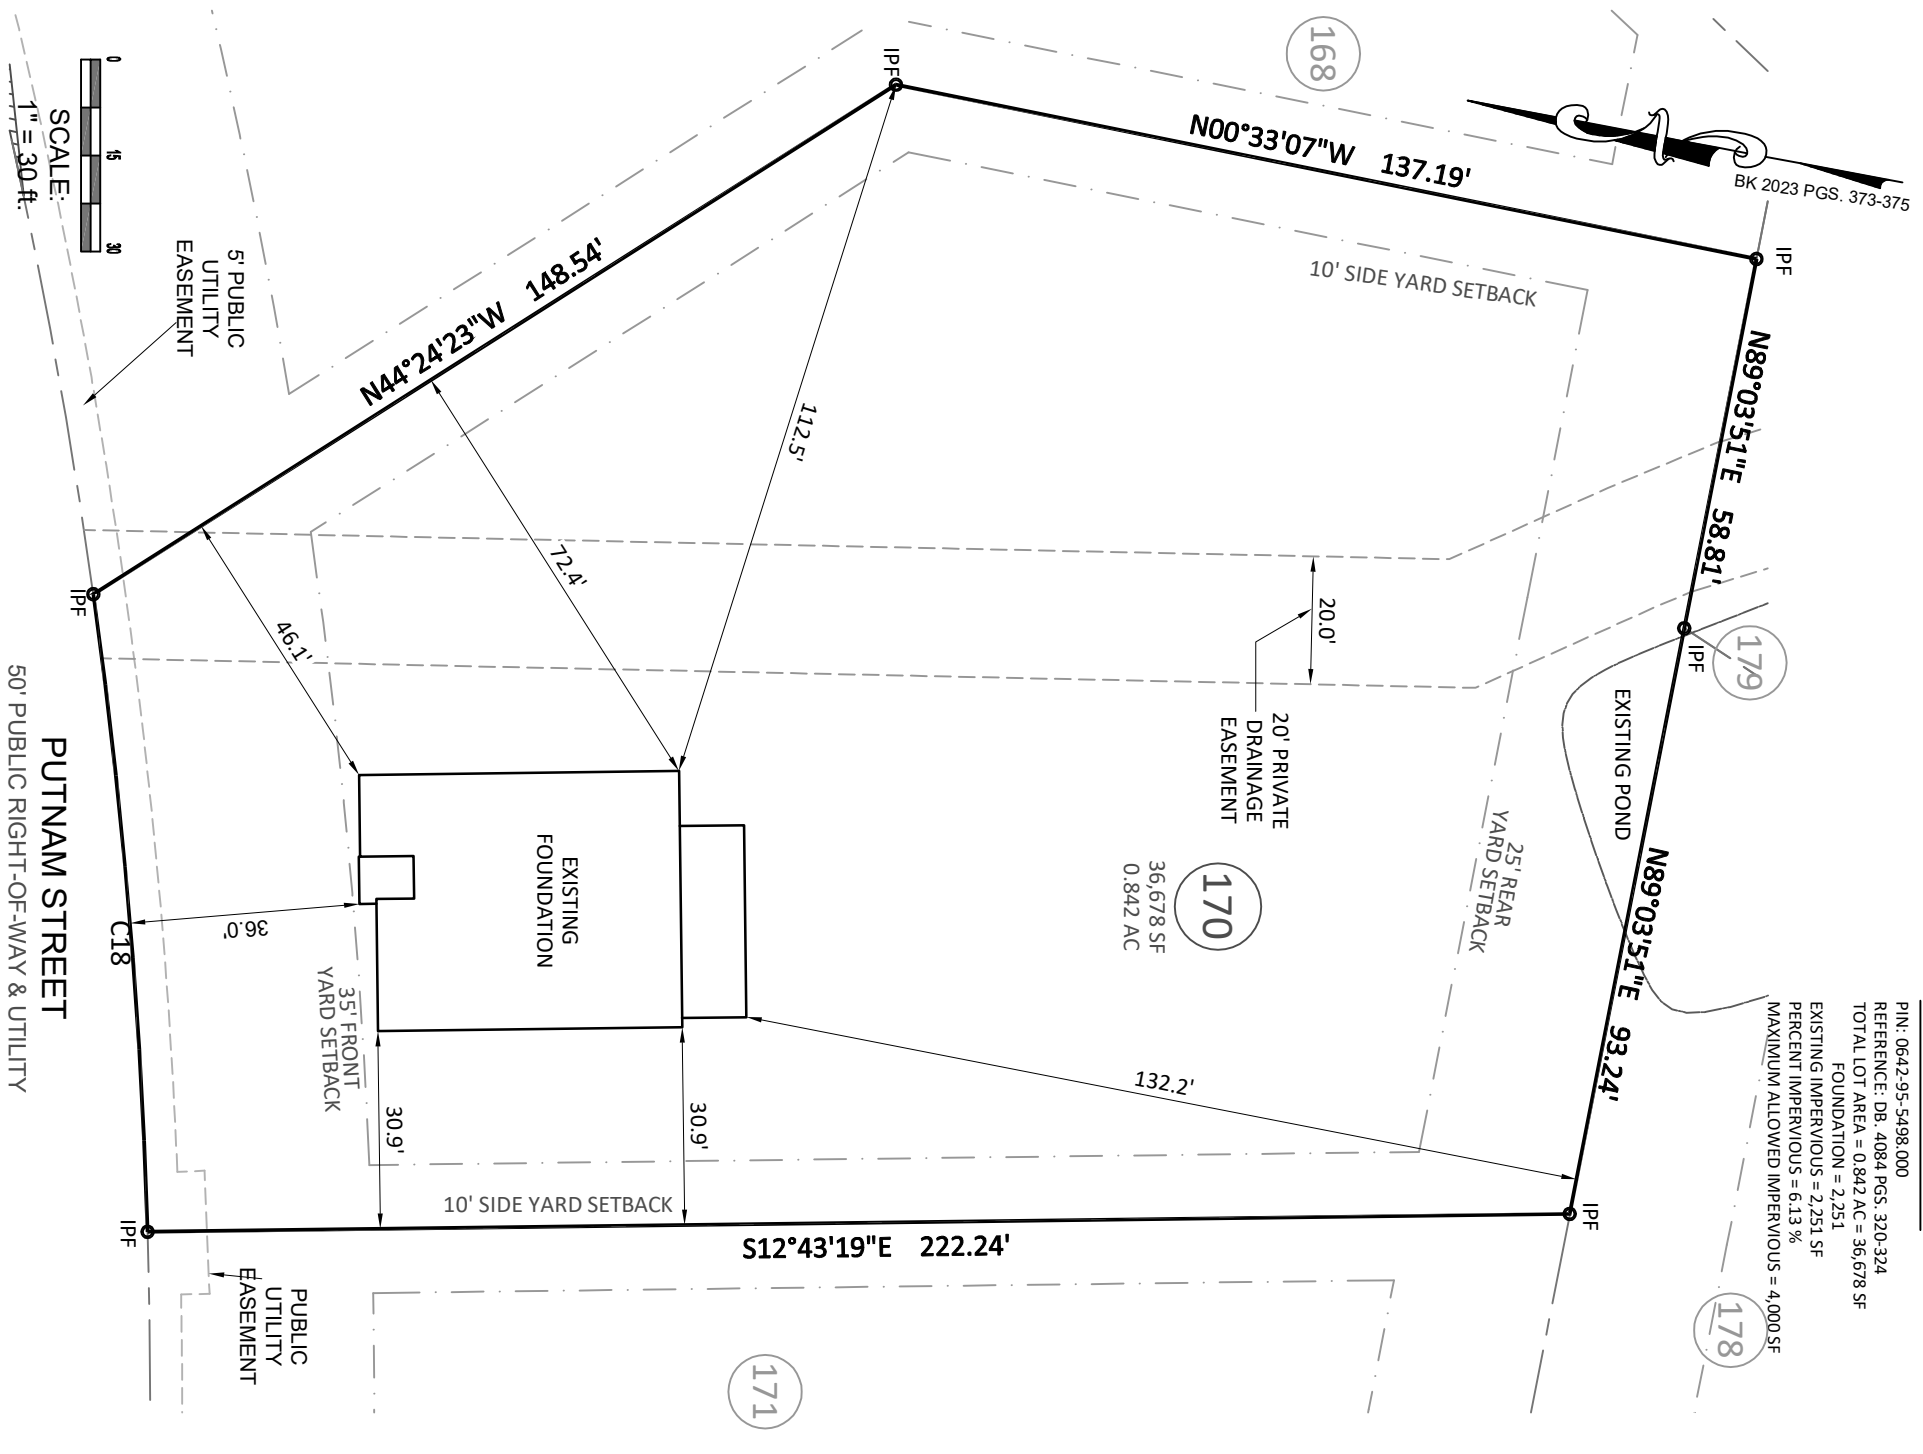 PIN: 0642-95-5498.000
REFERENCE: DB. 4084 PGS. 320-324
TOTAL LOT AREA = 0.842 AC = 36,678 SF
FOUNDATION = 2,251
EXISTING IMPERVIOUS = 2,251 SF
PERCENT IMPERVIOUS = 6.13 %
MAXIMUM ALLOWED IMPERVIOUS = 4,000 SF
BK 2023 PGS. 373-375
N
168
IPF
N00°33'07"W 137.19'
IPF
N89°03'51"E 58.81'
IPF
179
N89°03'51"E 93.24'
IPF
178
EXISTING POND
10' SIDE YARD SETBACK
25' REAR
YARD SETBACK
20.0'
20' PRIVATE
DRAINAGE
EASEMENT
170
36,678 SF
0.842 AC
132.2'
112.5'
72.4'
46.1'
N44°24'23"W 148.54'
EXISTING
FOUNDATION
30.9'
30.9'
36.0'
35' FRONT
YARD SETBACK
10' SIDE YARD SETBACK
S12°43'19"E 222.24'
171
5' PUBLIC
UTILITY
EASEMENT
PUBLIC
UTILITY
EASEMENT
IPF
C18
IPF
PUTNAM STREET
50' PUBLIC RIGHT-OF-WAY & UTILITY
0 15 30
SCALE:
1" = 30 ft.